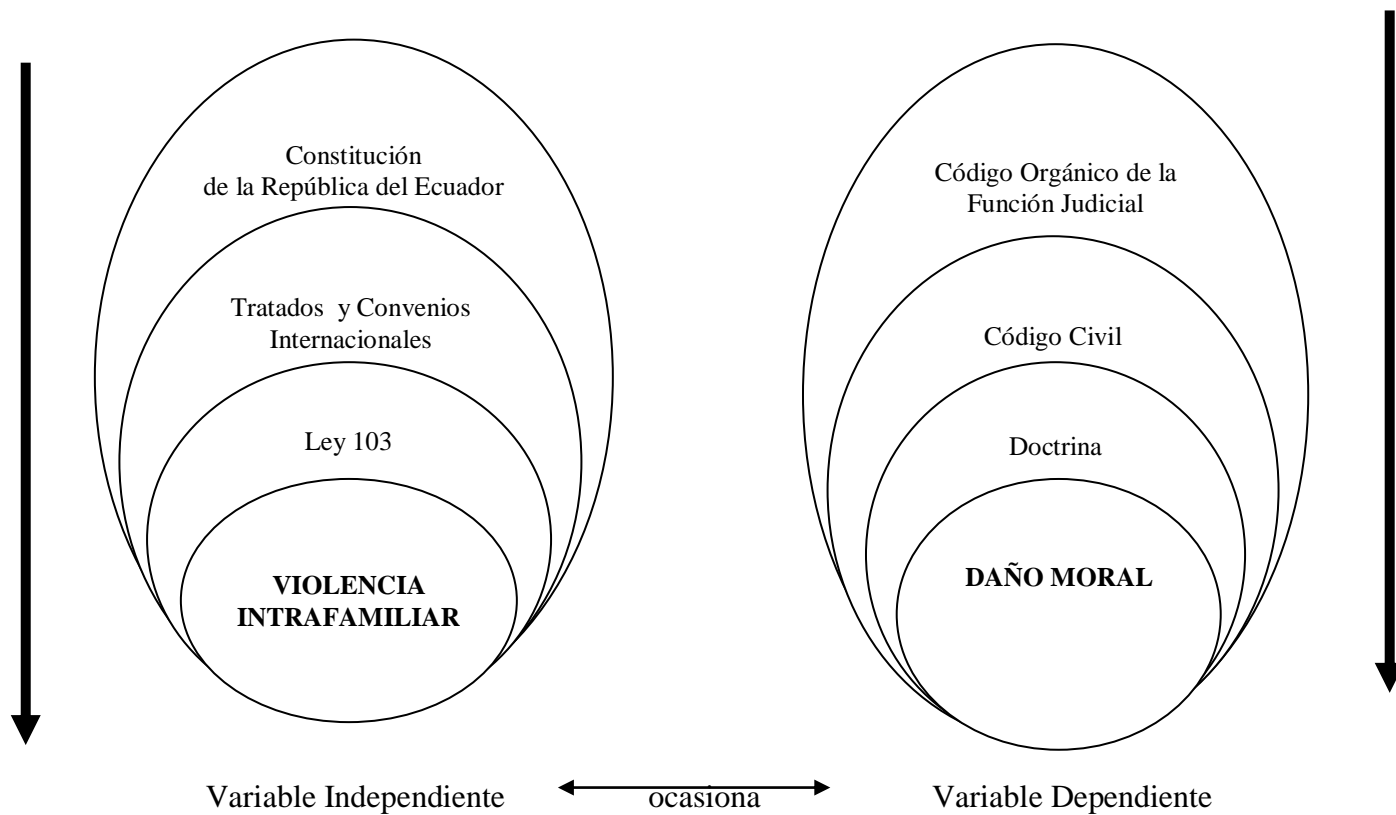 Constitución
de la República del Ecuador
Tratados y Convenios
Internacionales
Ley 103
VIOLENCIA
INTRAFAMILIAR
Código Orgánico de la
Función Judicial
Código Civil
Doctrina
DAÑO MORAL
Variable Independiente
ocasiona
Variable Dependiente